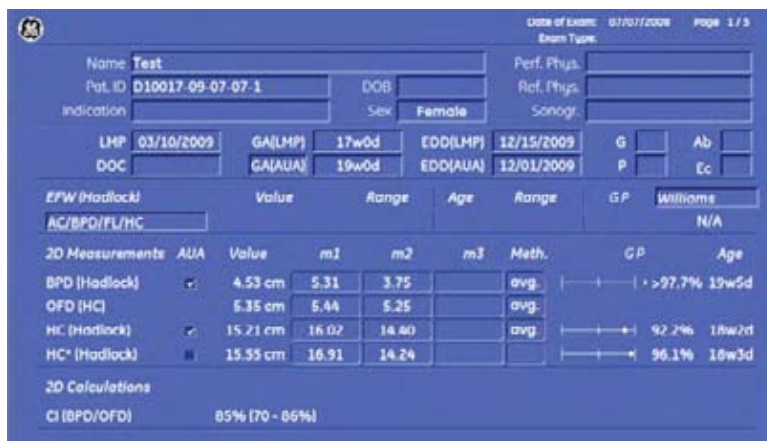 Date of Exam: 07/07/2009 Page 1/3
Exam Type:
Name Test Perf. Phys.
Pat. ID D10017-09-07-07-1 DOB Ref. Phys.
Indication Sex Female Sonogr.
LMP 03/10/2009 GA(LMP) 17w0d EDD(LMP) 12/15/2009 G Ab
DOC GA(AUA) 19w0d EDD(AUA) 12/01/2009 P Ec
EFW (Hadlock) Value Range Age Range GP Williams
AC/BPD/FL/HC N/A
2D Measurements AUA Value m1 m2 m3 Meth. GP Age
BPD (Hadlock) 4.53 cm 5.31 3.75 avg. >97.7% 19w5d
OFD (HC) 5.35 cm 5.44 5.25 avg.
HC (Hadlock) 15.21 cm 16.02 14.40 avg. 92.2% 18w2d
HC* (Hadlock) 15.55 cm 16.91 14.24 96.1% 18w3d
2D Calculations
CI (BPD/OFD) 85% (70 - 86%)